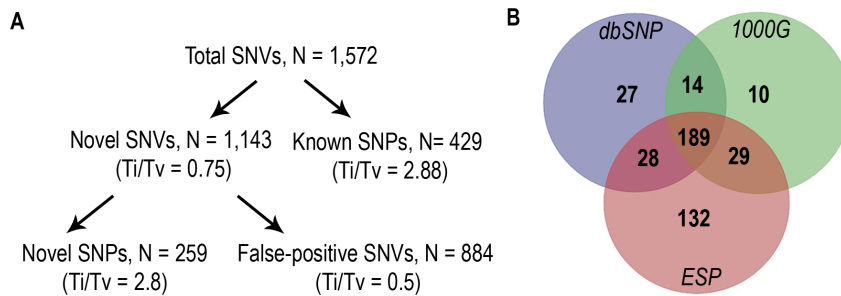 A
Total SNVs, N = 1,572
Novel SNVs, N = 1,143
(Ti/Tv = 0.75)
Known SNPs, N= 429
(Ti/Tv = 2.88)
Novel SNPs, N = 259
(Ti/Tv = 2.8)
False-positive SNVs, N = 884
(Ti/Tv = 0.5)
B
dbSNP
1000G
27
14
10
189
28
29
132
ESP